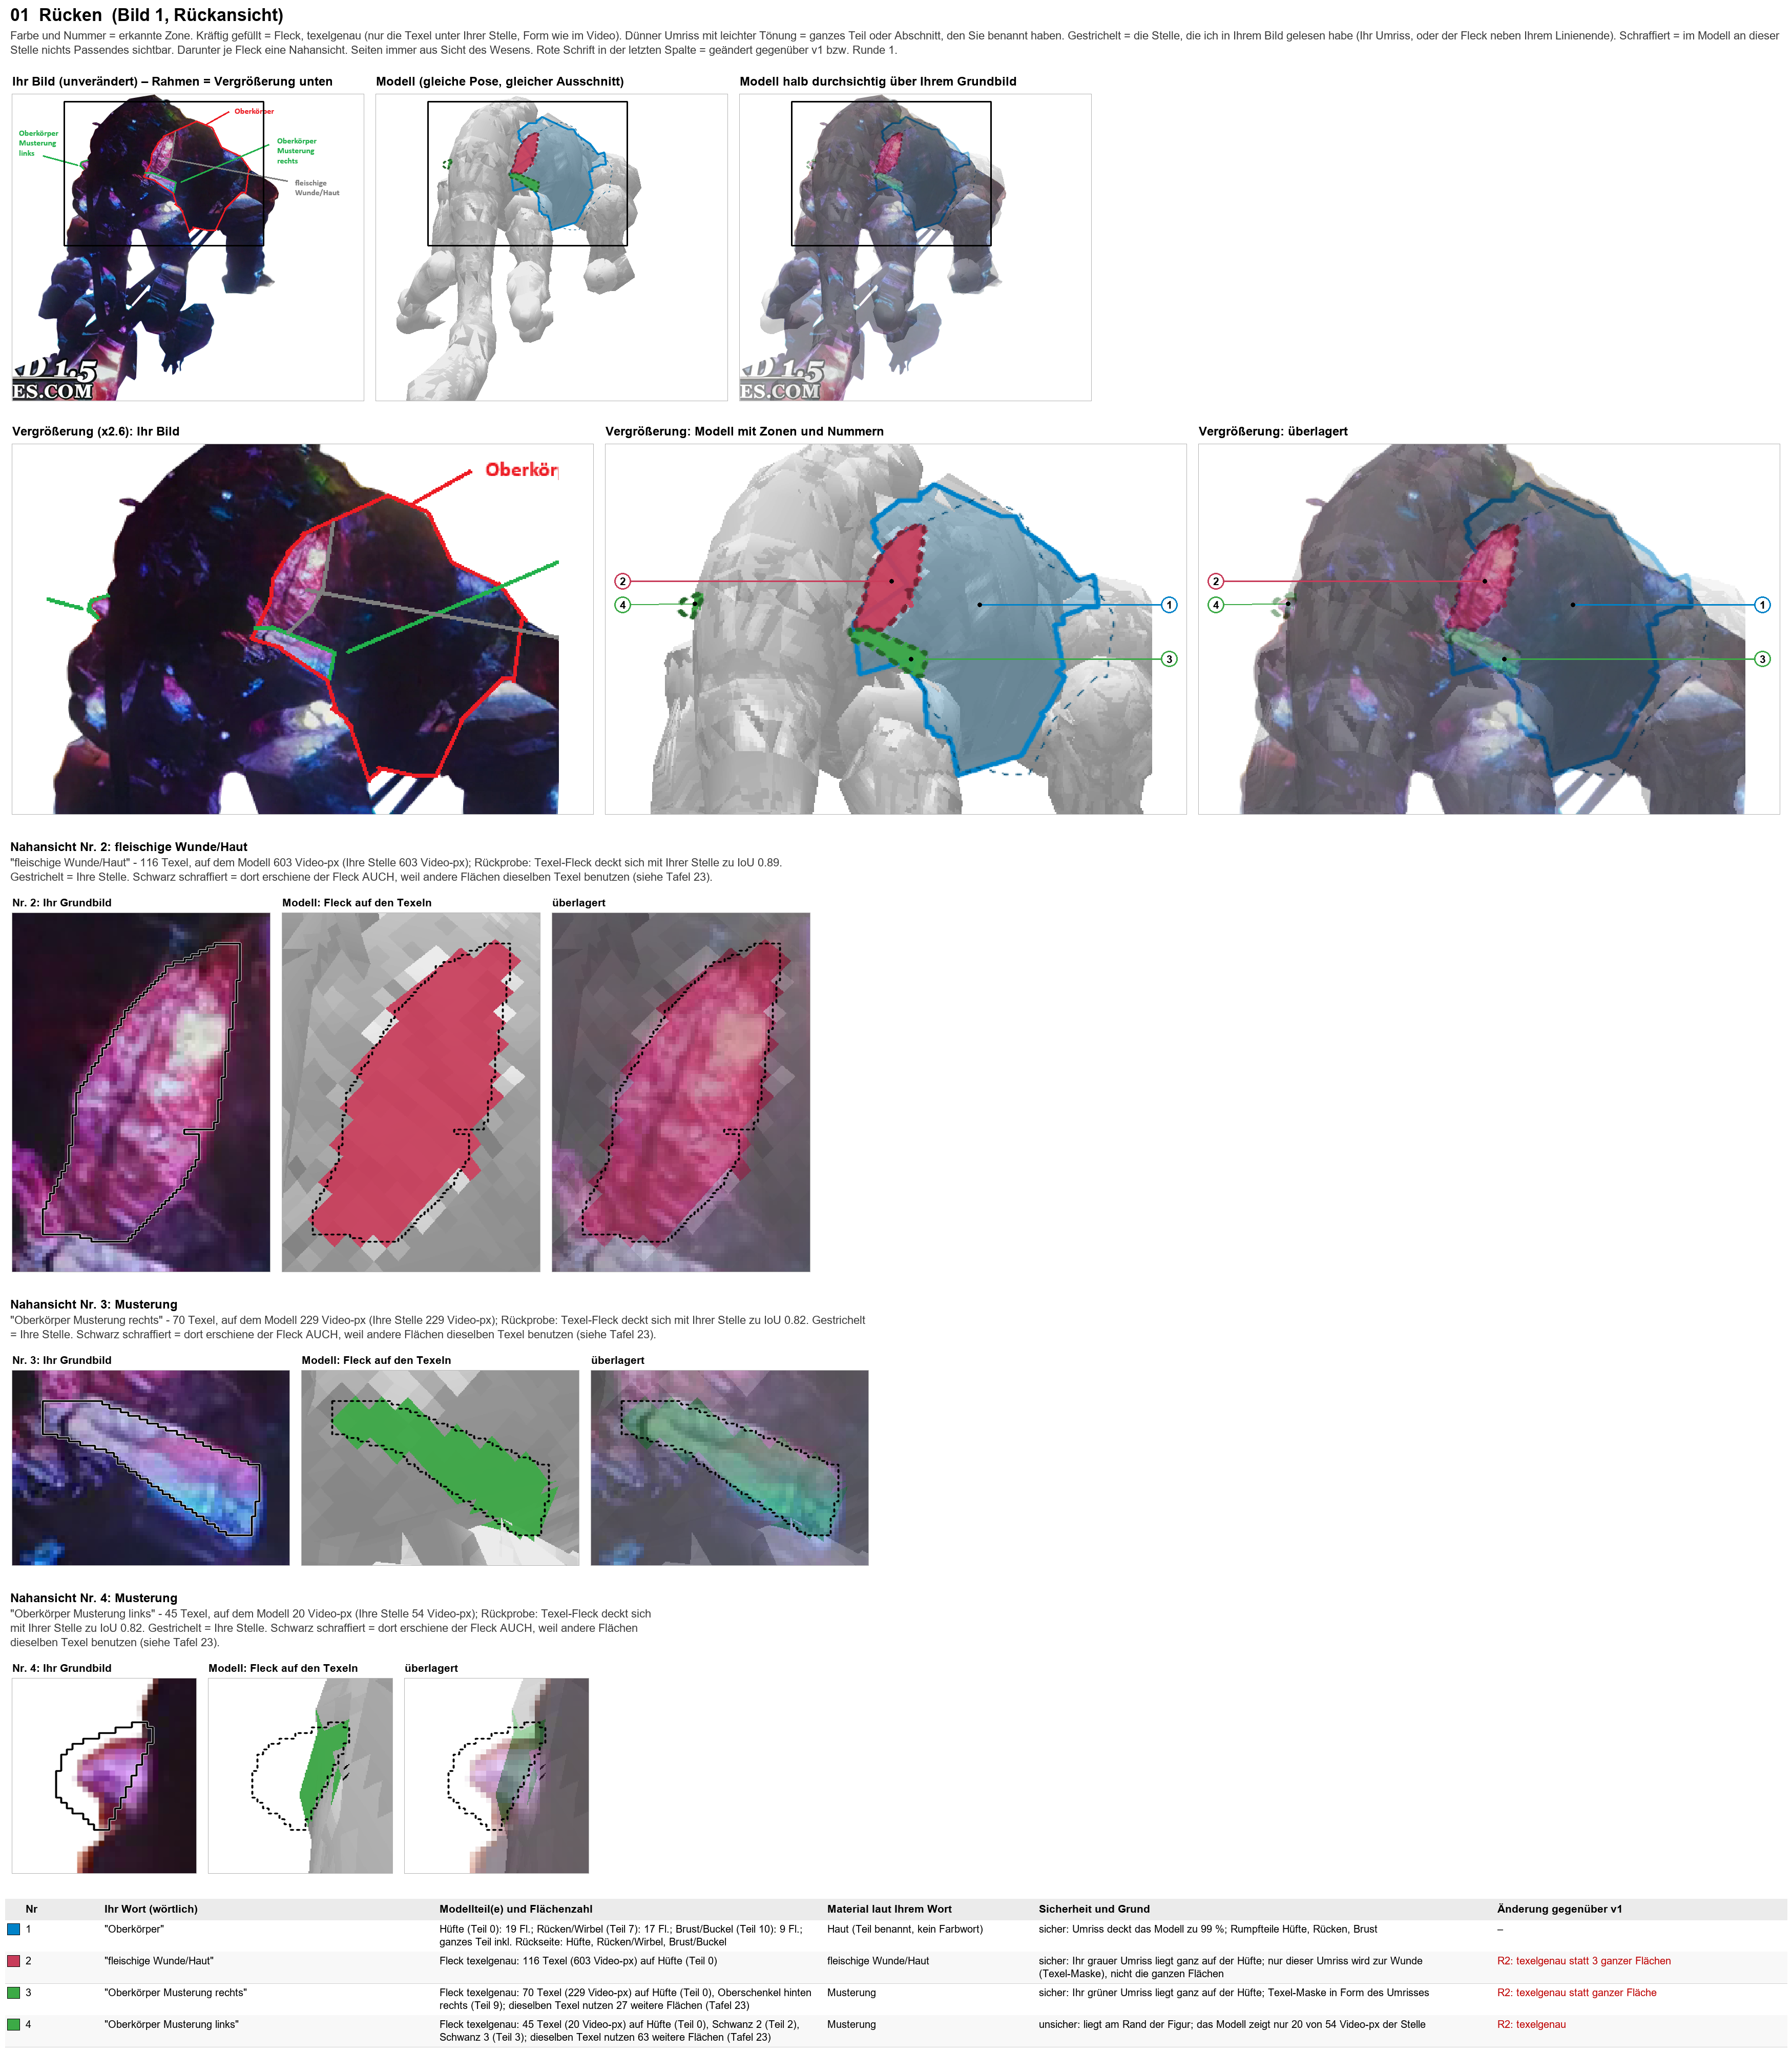 01 Rücken (Bild 1, Rückansicht)
Farbe und Nummer = erkannte Zone. Kräftig gefüllt = Fleck, texelgenau (nur die Texel unter Ihrer Stelle, Form wie im Video). Dünner Umriss mit leichter Tönung = ganzes Teil oder Abschnitt, den Sie benannt haben. Gestrichelt = die Stelle, die ich in Ihrem Bild gelesen habe (Ihr Umriss, oder der Fleck neben Ihrem Linienende). Schraffiert = im Modell an dieser
Stelle nichts Passendes sichtbar. Darunter je Fleck eine Nahansicht. Seiten immer aus Sicht des Wesens. Rote Schrift in der letzten Spalte = geändert gegenüber v1 bzw. Runde 1.
Ihr Bild (unverändert) – Rahmen = Vergrößerung unten
Modell (gleiche Pose, gleicher Ausschnitt)
Modell halb durchsichtig über Ihrem Grundbild
Oberkörper
Oberkörper
Musterung
links
Oberkörper
Musterung
rechts
fleischige
Wunde/Haut
D 1.5
ES.COM
D 1.5
ES.COM
Vergrößerung (x2.6): Ihr Bild
Vergrößerung: Modell mit Zonen und Nummern
Vergrößerung: überlagert
Oberkör
2
4
1
3
2
4
1
3
Nahansicht Nr. 2: fleischige Wunde/Haut
"fleischige Wunde/Haut" - 116 Texel, auf dem Modell 603 Video-px (Ihre Stelle 603 Video-px); Rückprobe: Texel-Fleck deckt sich mit Ihrer Stelle zu IoU 0.89.
Gestrichelt = Ihre Stelle. Schwarz schraffiert = dort erschiene der Fleck AUCH, weil andere Flächen dieselben Texel benutzen (siehe Tafel 23).
Nr. 2: Ihr Grundbild
Modell: Fleck auf den Texeln
überlagert
Nahansicht Nr. 3: Musterung
"Oberkörper Musterung rechts" - 70 Texel, auf dem Modell 229 Video-px (Ihre Stelle 229 Video-px); Rückprobe: Texel-Fleck deckt sich mit Ihrer Stelle zu IoU 0.82. Gestrichelt
= Ihre Stelle. Schwarz schraffiert = dort erschiene der Fleck AUCH, weil andere Flächen dieselben Texel benutzen (siehe Tafel 23).
Nr. 3: Ihr Grundbild
Modell: Fleck auf den Texeln
überlagert
Nahansicht Nr. 4: Musterung
"Oberkörper Musterung links" - 45 Texel, auf dem Modell 20 Video-px (Ihre Stelle 54 Video-px); Rückprobe: Texel-Fleck deckt sich
mit Ihrer Stelle zu IoU 0.82. Gestrichelt = Ihre Stelle. Schwarz schraffiert = dort erschiene der Fleck AUCH, weil andere Flächen
dieselben Texel benutzen (siehe Tafel 23).
Nr. 4: Ihr Grundbild
Modell: Fleck auf den Texeln
überlagert
Nr Ihr Wort (wörtlich) Modellteil(e) und Flächenzahl Material laut Ihrem Wort Sicherheit und Grund Änderung gegenüber v1
1 "Oberkörper" Hüfte (Teil 0): 19 Fl.; Rücken/Wirbel (Teil 7): 17 Fl.; Brust/Buckel (Teil 10): 9 Fl.; Haut (Teil benannt, kein Farbwort) sicher: Umriss deckt das Modell zu 99 %; Rumpfteile Hüfte, Rücken, Brust –
ganzes Teil inkl. Rückseite: Hüfte, Rücken/Wirbel, Brust/Buckel
2 "fleischige Wunde/Haut" Fleck texelgenau: 116 Texel (603 Video-px) auf Hüfte (Teil 0) fleischige Wunde/Haut sicher: Ihr grauer Umriss liegt ganz auf der Hüfte; nur dieser Umriss wird zur Wunde R2: texelgenau statt 3 ganzer Flächen
(Texel-Maske), nicht die ganzen Flächen
3 "Oberkörper Musterung rechts" Fleck texelgenau: 70 Texel (229 Video-px) auf Hüfte (Teil 0), Oberschenkel hinten Musterung sicher: Ihr grüner Umriss liegt ganz auf der Hüfte; Texel-Maske in Form des Umrisses R2: texelgenau statt ganzer Fläche
rechts (Teil 9); dieselben Texel nutzen 27 weitere Flächen (Tafel 23)
4 "Oberkörper Musterung links" Fleck texelgenau: 45 Texel (20 Video-px) auf Hüfte (Teil 0), Schwanz 2 (Teil 2), Musterung unsicher: liegt am Rand der Figur; das Modell zeigt nur 20 von 54 Video-px der Stelle R2: texelgenau
Schwanz 3 (Teil 3); dieselben Texel nutzen 63 weitere Flächen (Tafel 23)